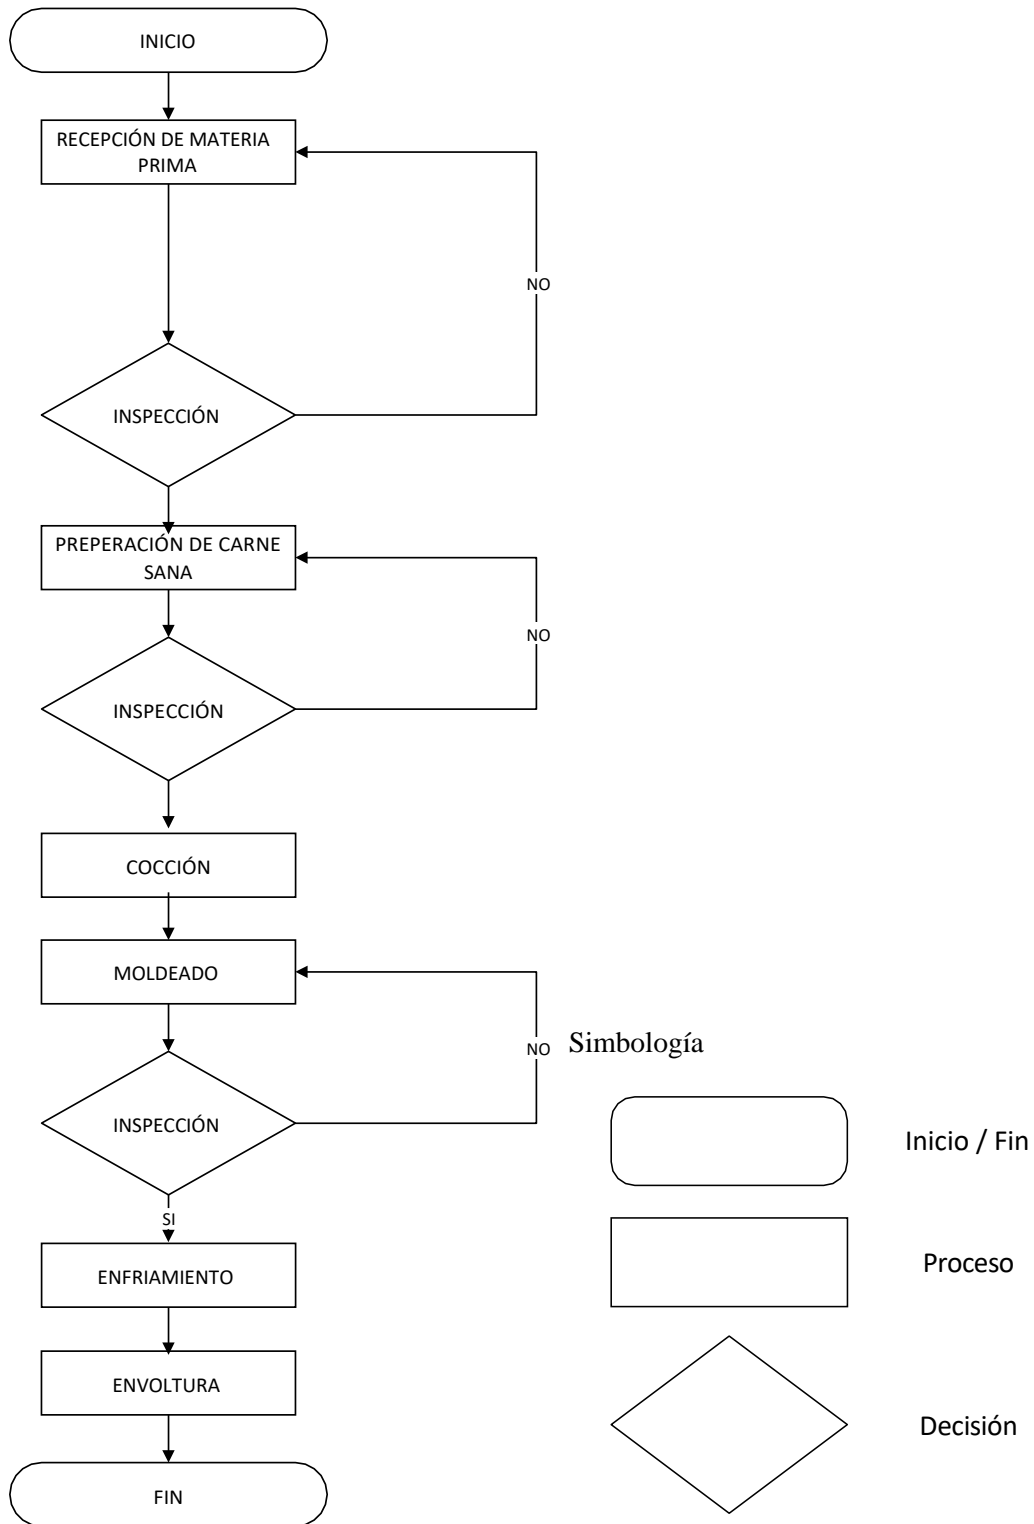 INICIO
RECEPCIÓN DE MATERIA
PRIMA
NO
INSPECCIÓN
PREPERACIÓN DE CARNE
SANA
NO
INSPECCIÓN
COCCIÓN
MOLDEADO
NO
Simbología
INSPECCIÓN
Inicio / Fin
SI
ENFRIAMIENTO
Proceso
ENVOLTURA
Decisión
FIN